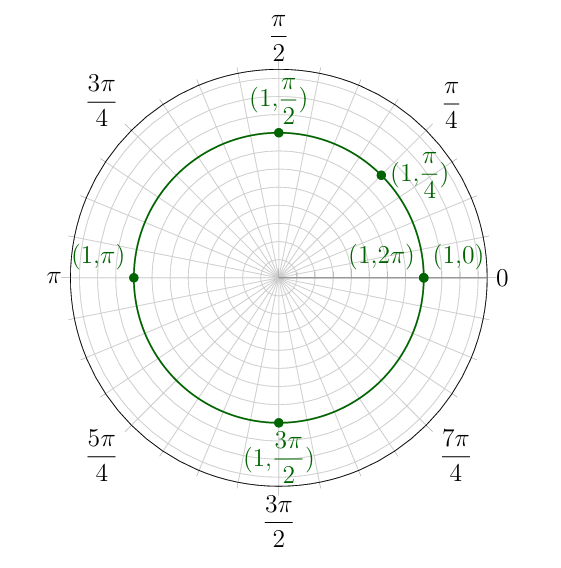 π/2
3π/4
π/4
(1,π/2)
(1,π/4)
(1,π)
(1,2π)
(1,0)
π
0
5π/4
7π/4
(1,3π/2)
3π/2